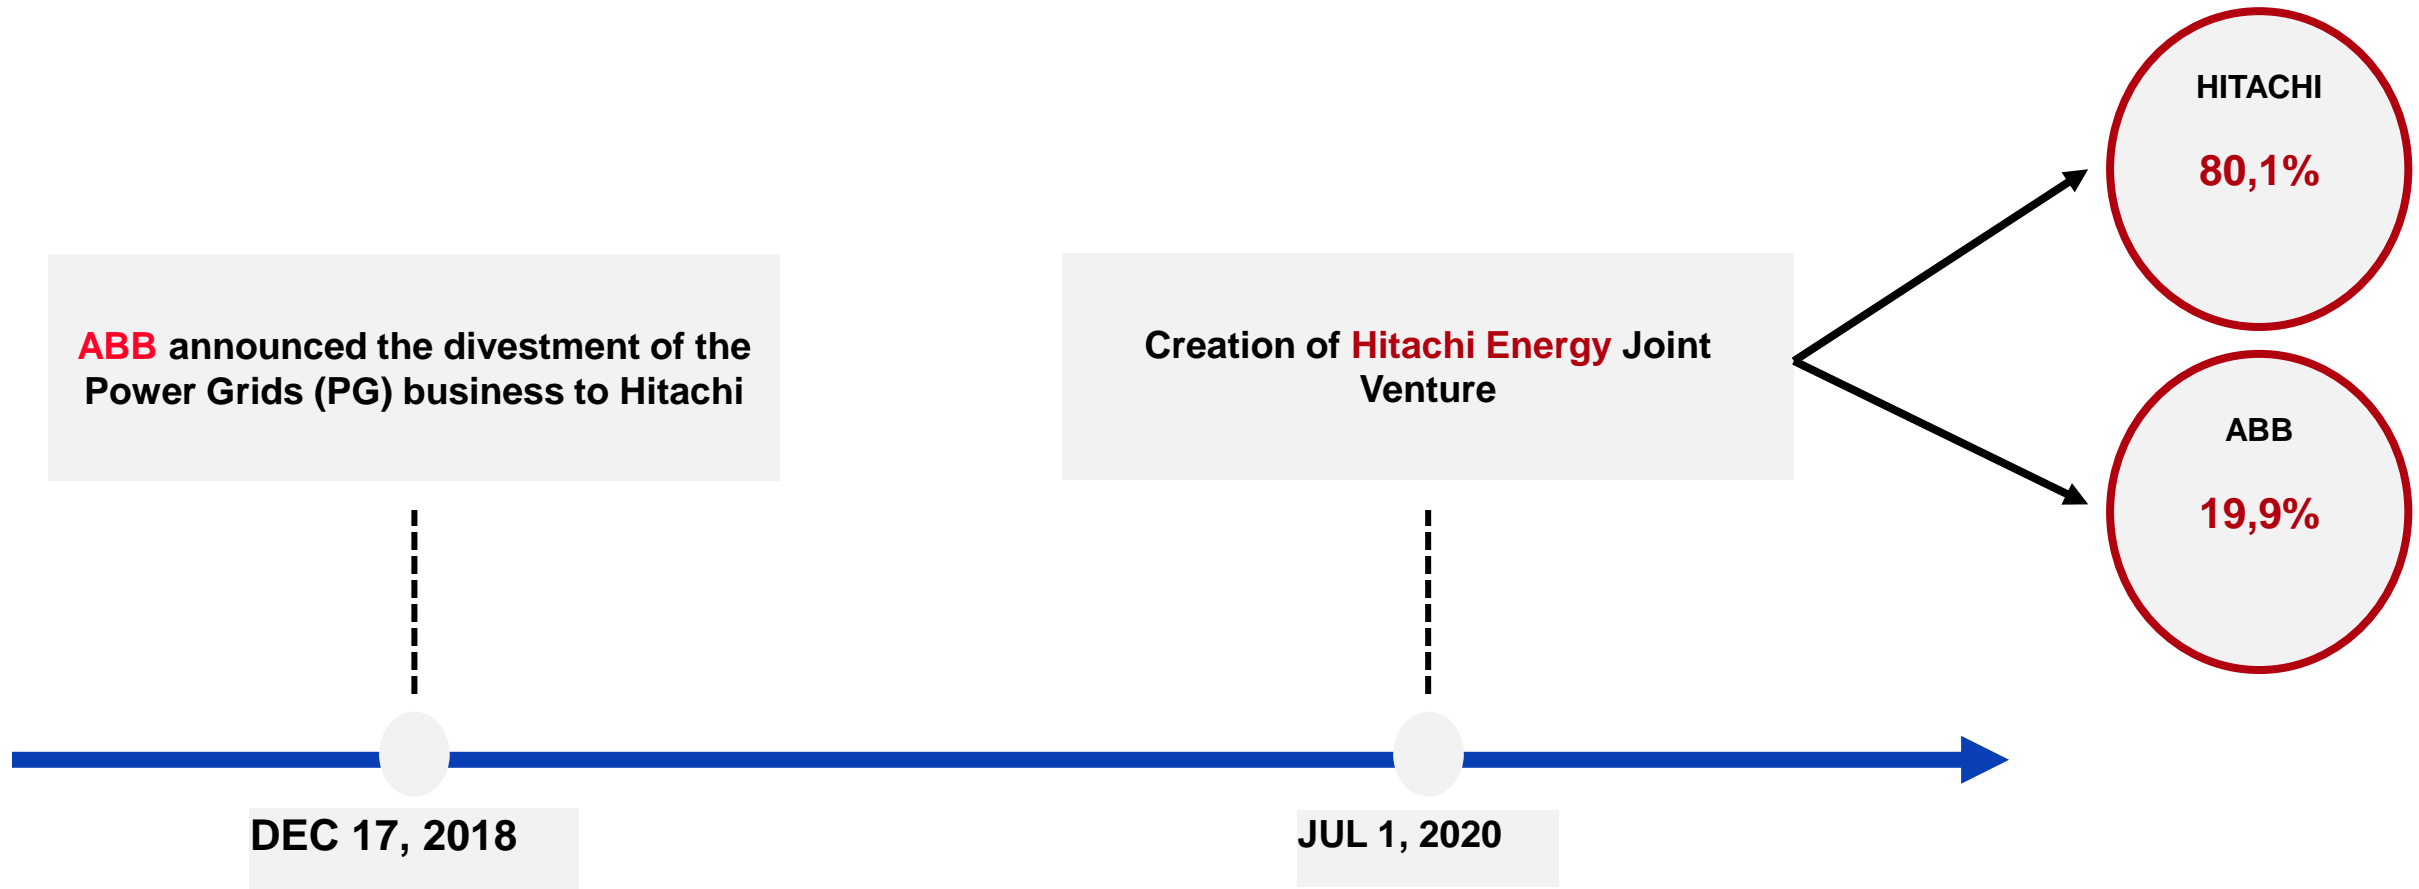 ABB announced the divestment of the
Power Grids (PG) business to Hitachi
DEC 17, 2018
Creation of Hitachi Energy Joint
Venture
JUL 1, 2020
HITACHI
80,1%
ABB
19,9%